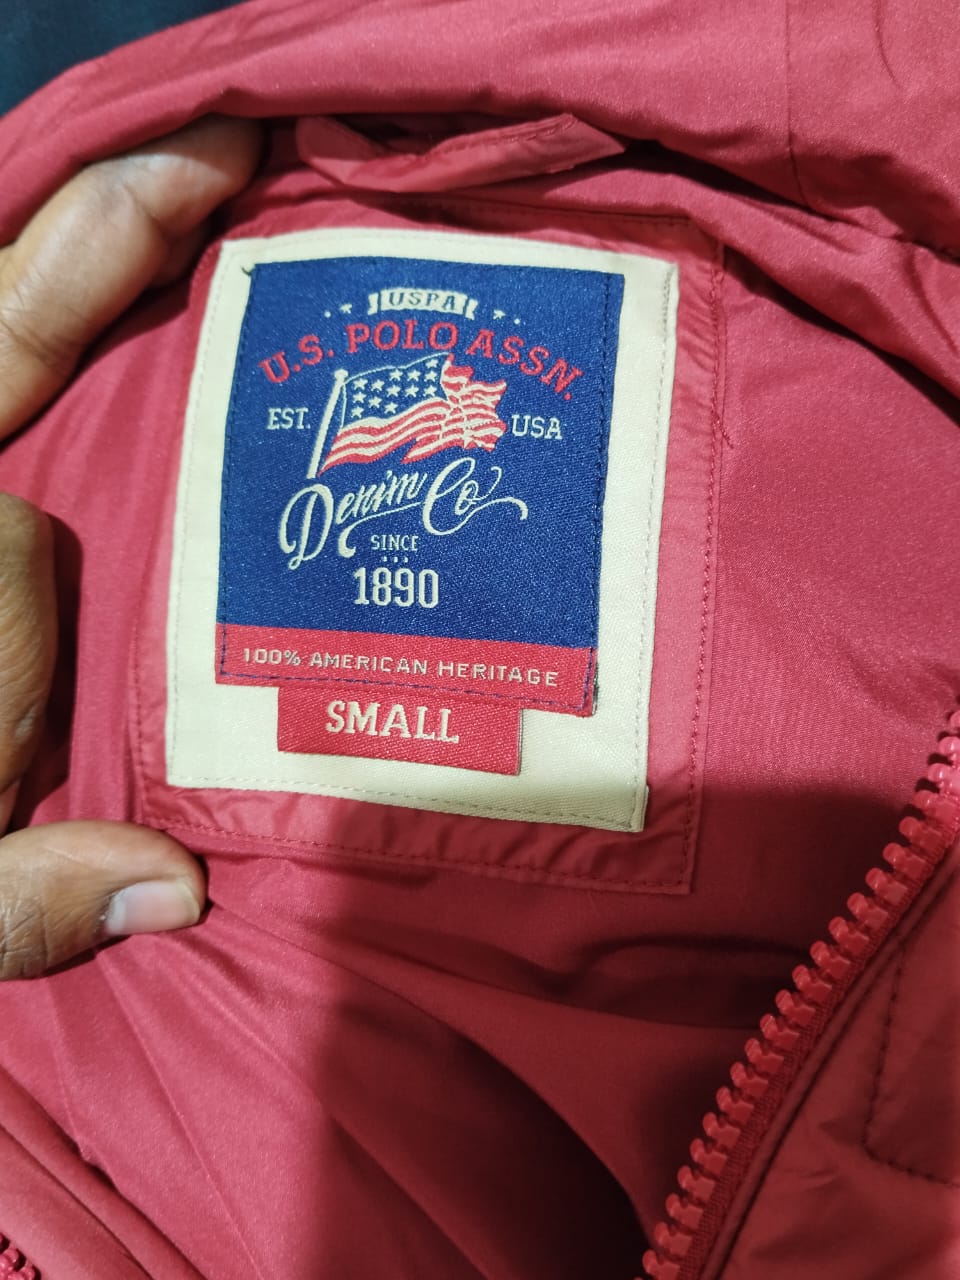 USPA
U.S. POLO ASSN.
EST. USA
Denim Co
SINCE
1890
100% AMERICAN HERITAGE
SMALL